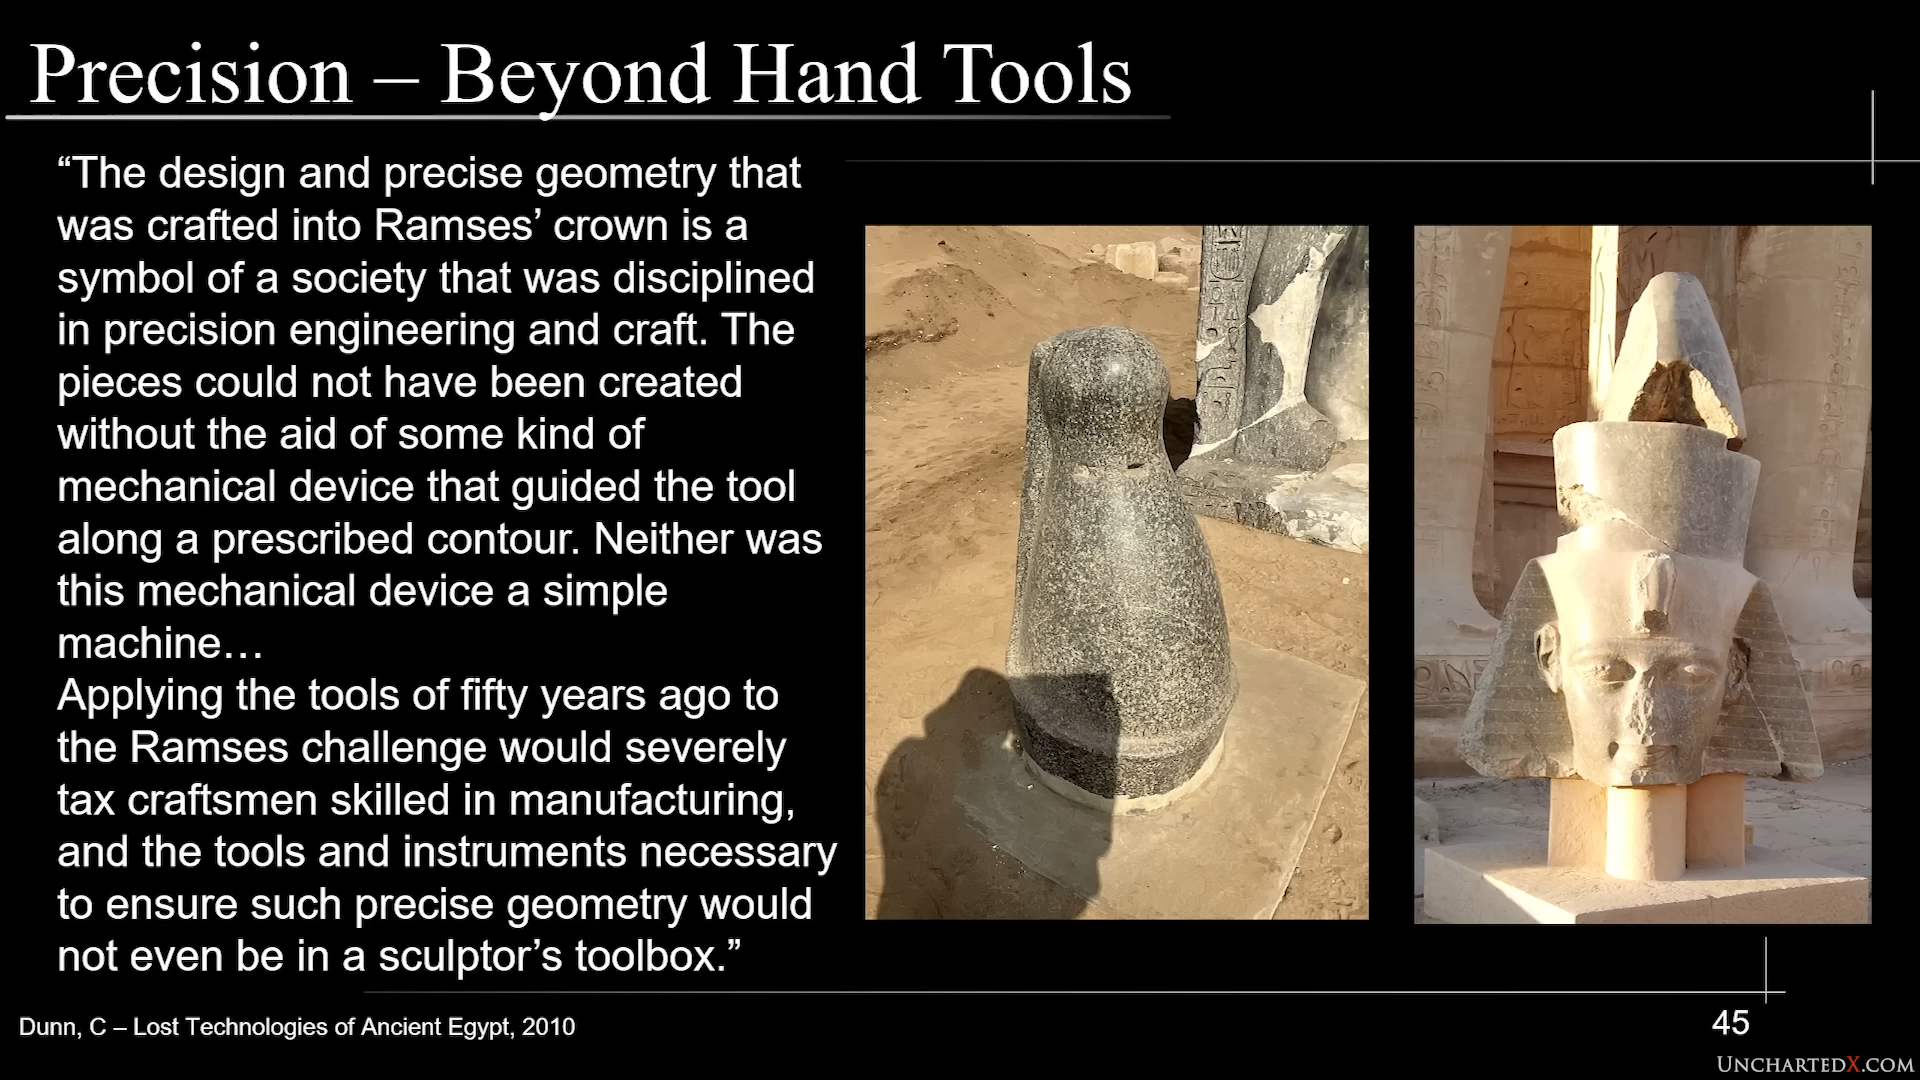 Precision – Beyond Hand Tools
“The design and precise geometry that
was crafted into Ramses’ crown is a
symbol of a society that was disciplined
in precision engineering and craft. The
pieces could not have been created
without the aid of some kind of
mechanical device that guided the tool
along a prescribed contour. Neither was
this mechanical device a simple
machine…
Applying the tools of fifty years ago to
the Ramses challenge would severely
tax craftsmen skilled in manufacturing,
and the tools and instruments necessary
to ensure such precise geometry would
not even be in a sculptor’s toolbox.”
Dunn, C – Lost Technologies of Ancient Egypt, 2010
45
UNCHARTEDX.COM